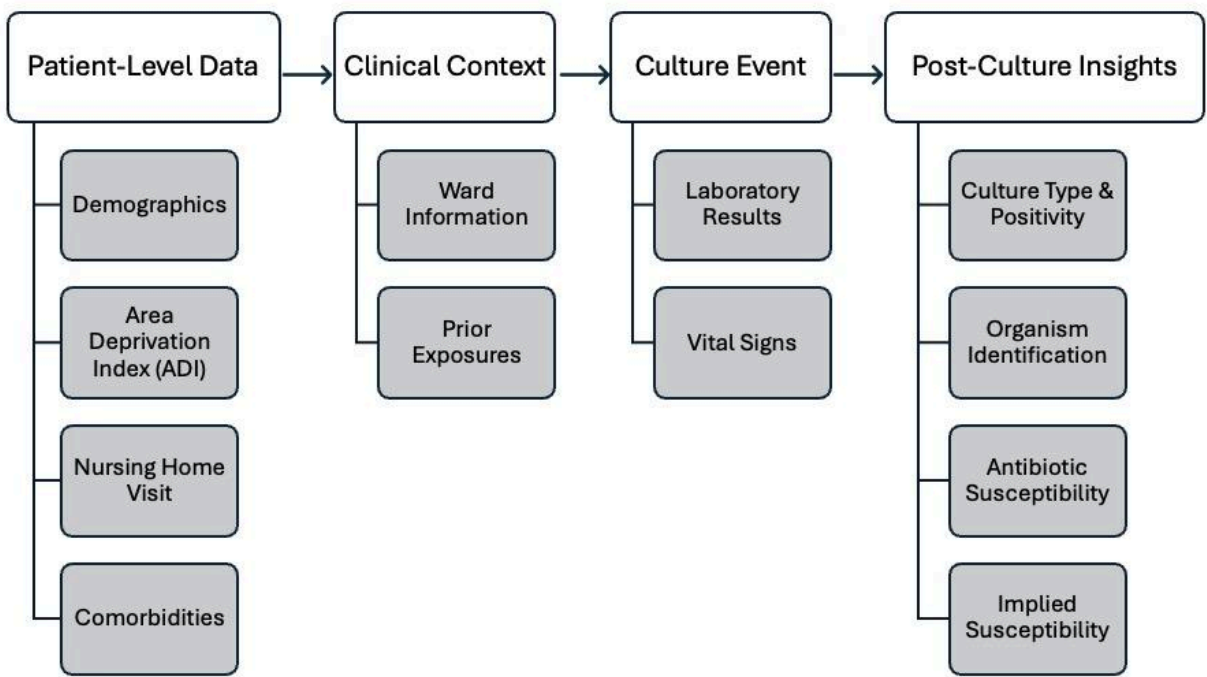 Patient-Level Data
Clinical Context
Culture Event
Post-Culture Insights
Demographics
Area
Deprivation
Index (ADI)
Nursing Home
Visit
Comorbidities
Ward
Information
Prior
Exposures
Laboratory
Results
Vital Signs
Culture Type &
Positivity
Organism
Identification
Antibiotic
Susceptibility
Implied
Susceptibility